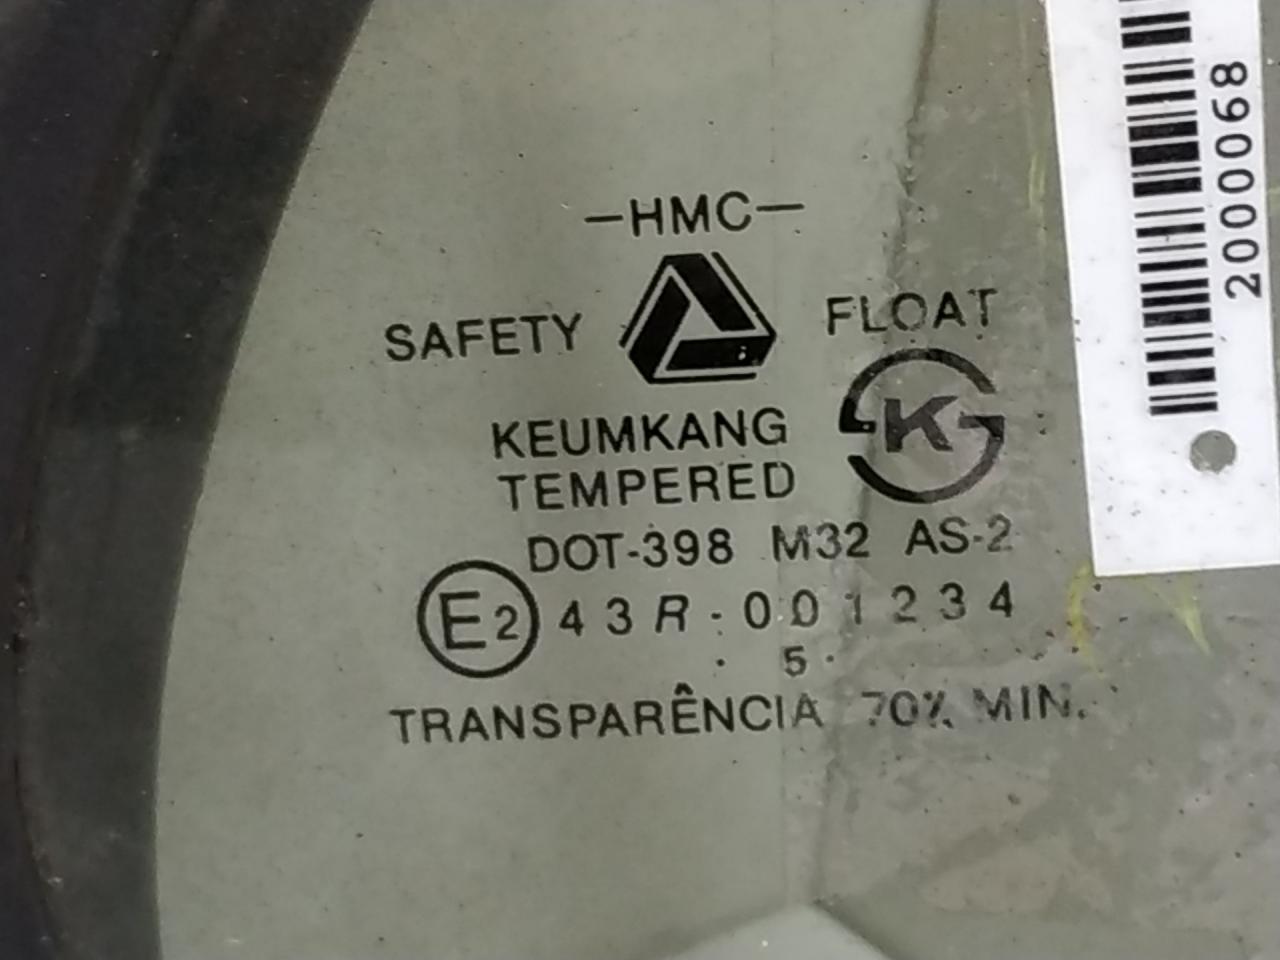 —HMC—
SAFETY FLOAT
K
KEUMKANG
TEMPERED
DOT-398 M32 AS-2
E2 43R-001234
. 5 .
TRANSPARÊNCIA 70% MIN.
2000068